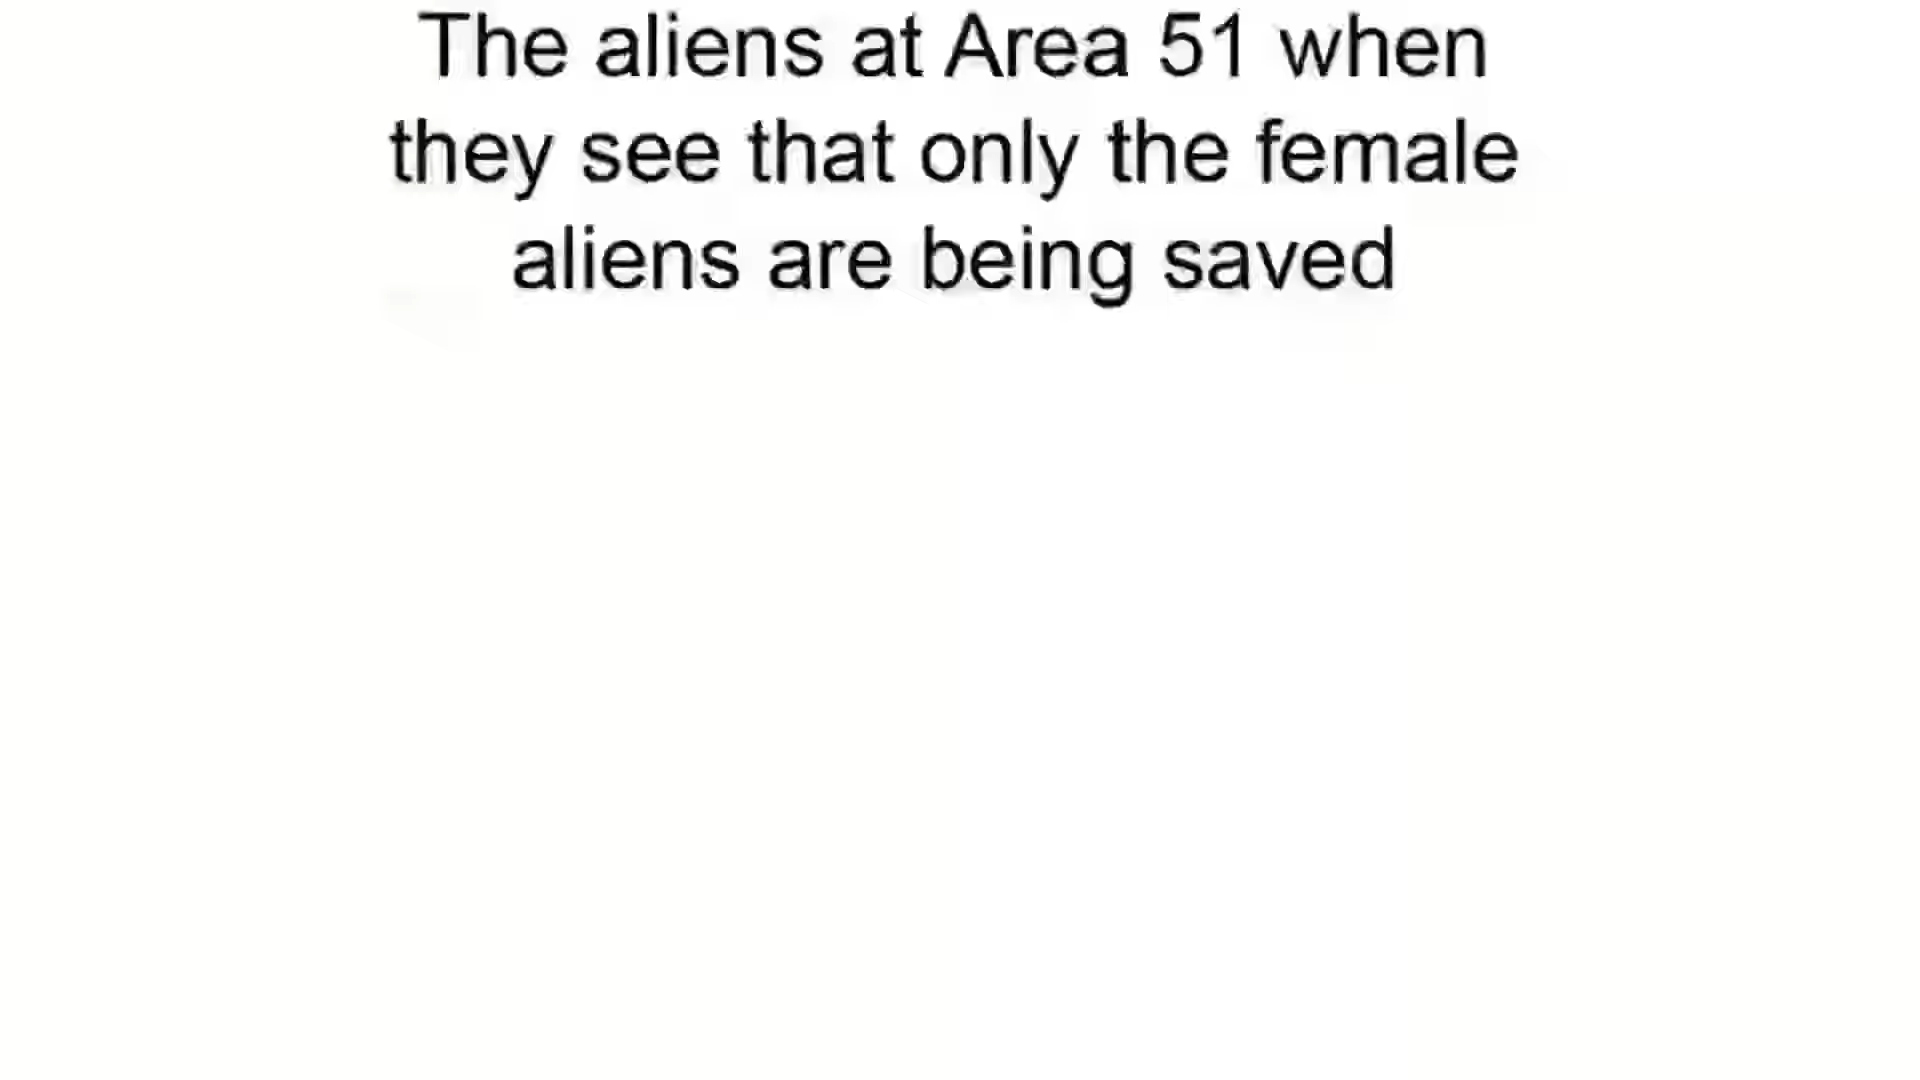 The aliens at Area 51 when
they see that only the female
aliens are being saved